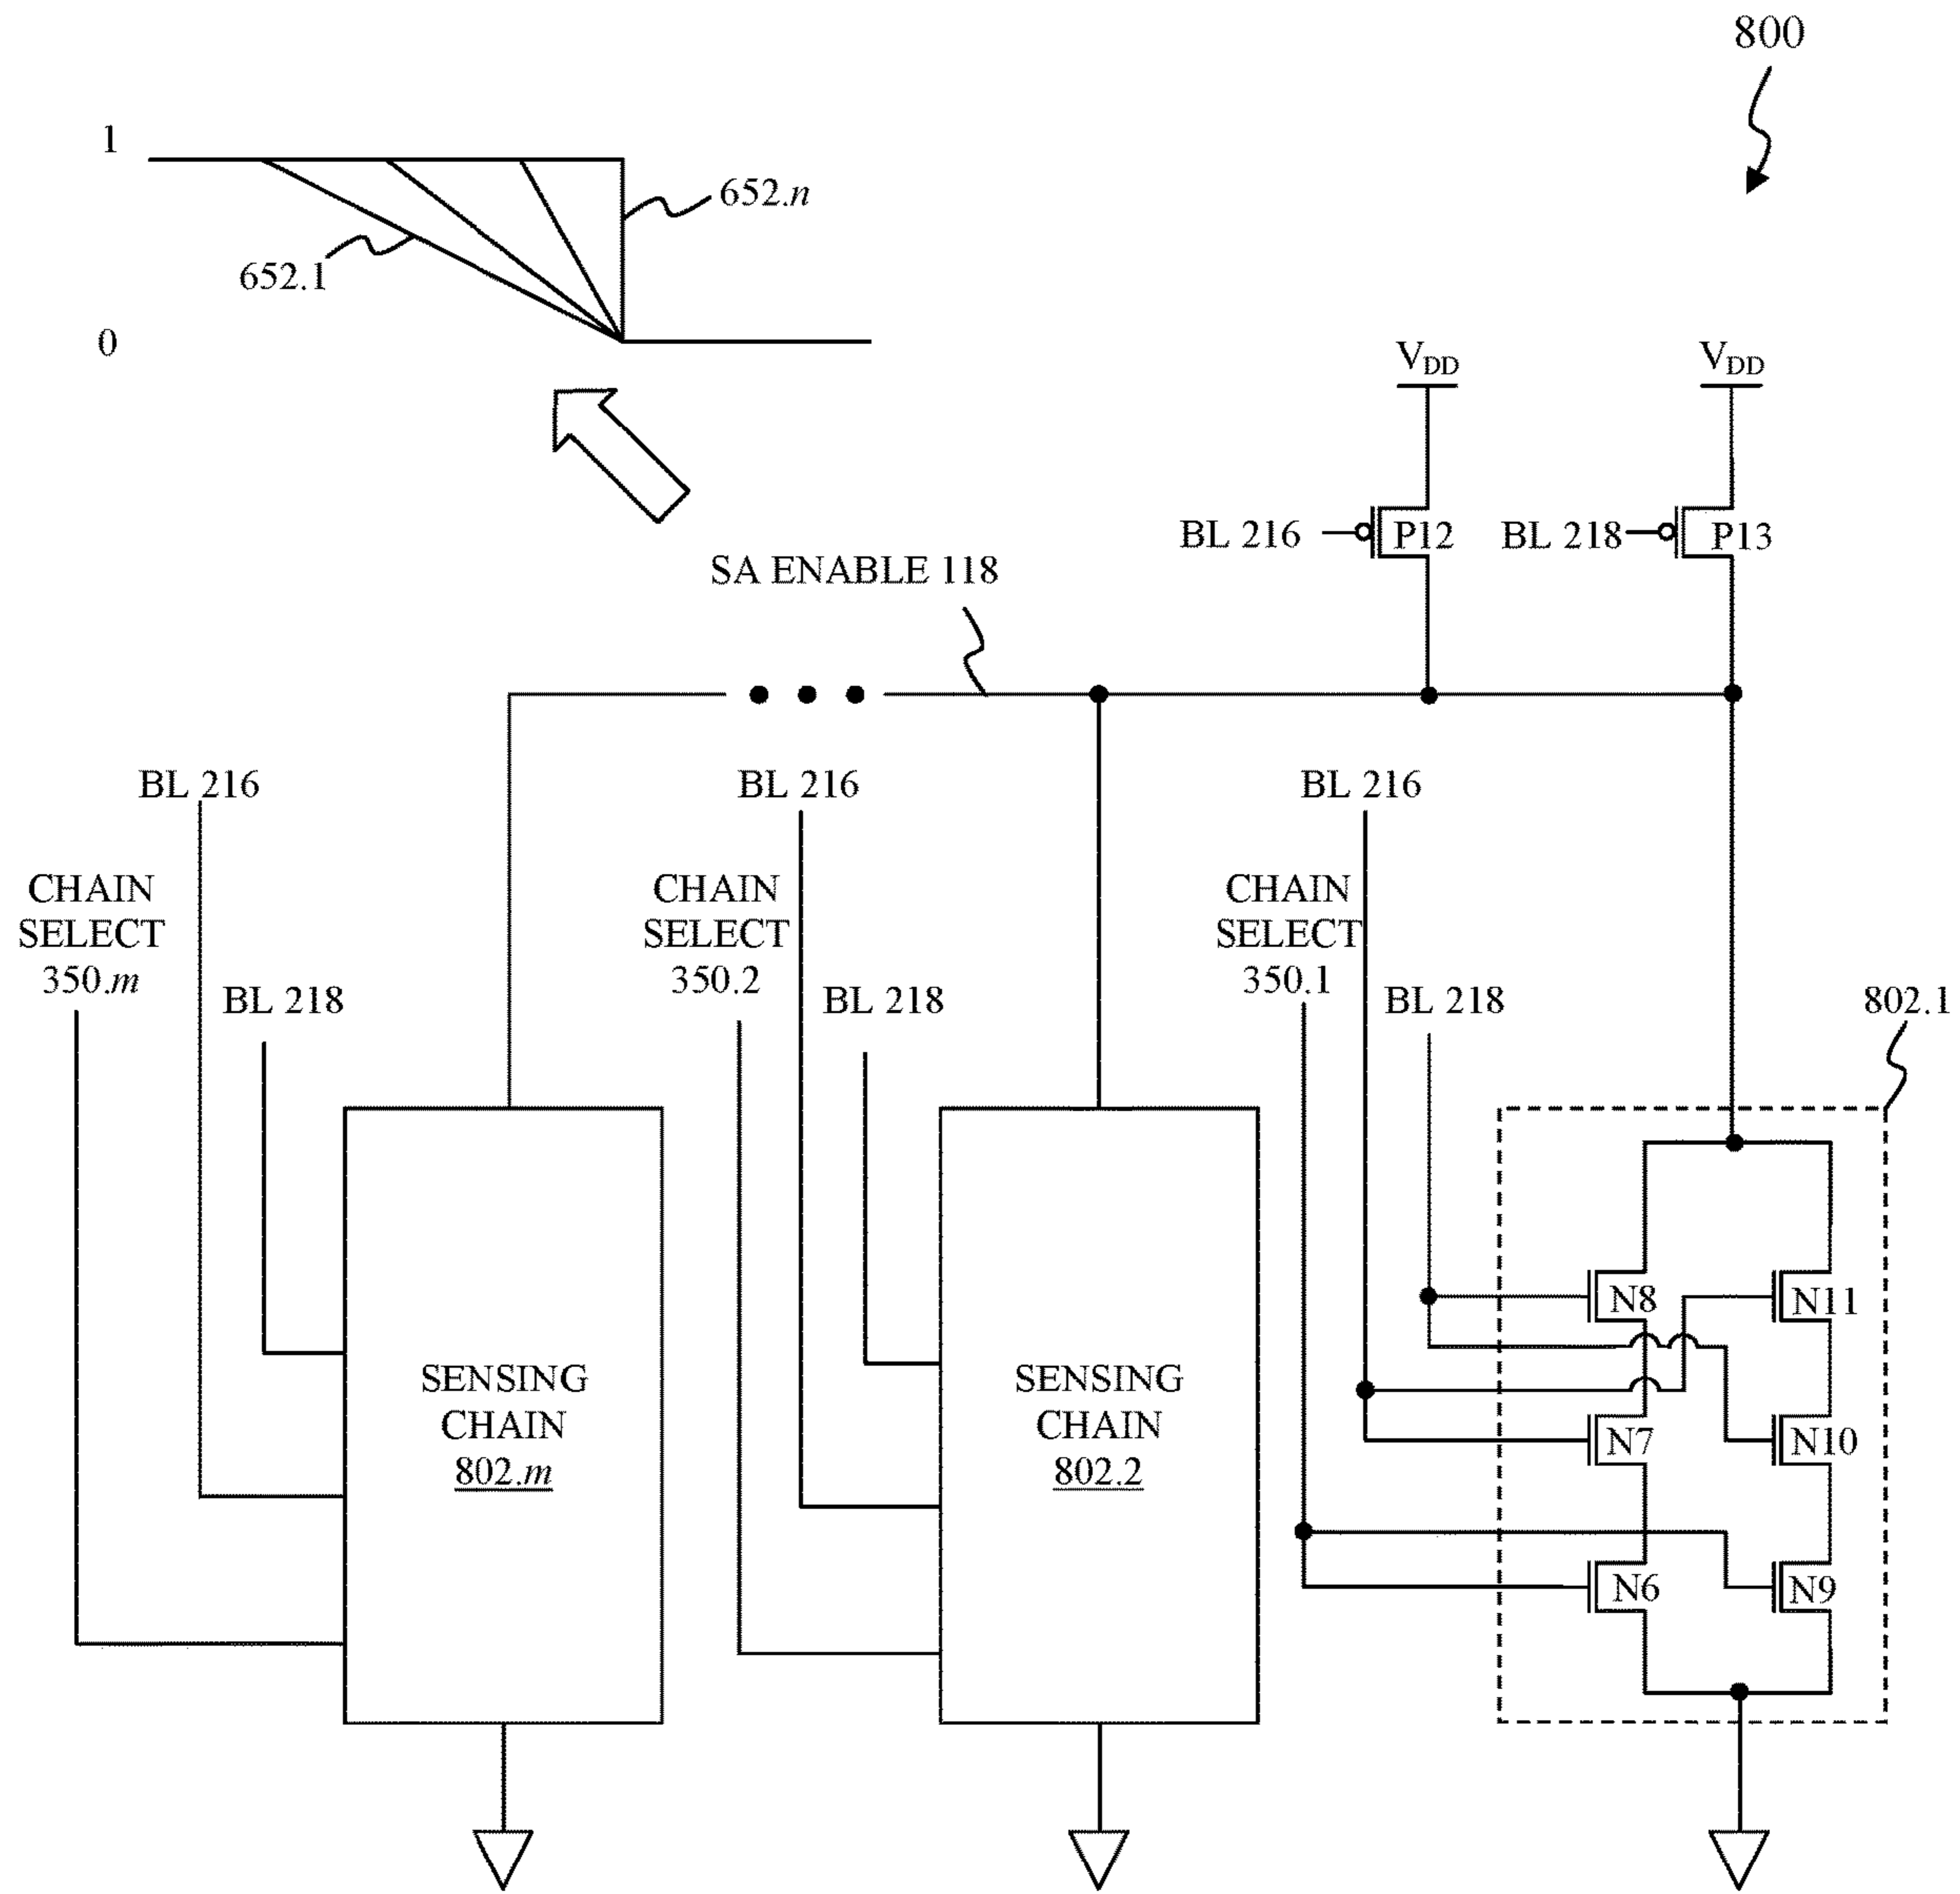 800
1
652.n
652.1
0
VDD
VDD
BL 216
P12
BL 218
P13
SA ENABLE 118
BL 216
BL 216
BL 216
CHAIN
SELECT
350.m
CHAIN
SELECT
350.2
CHAIN
SELECT
350.1
BL 218
BL 218
BL 218
802.1
N8
N11
SENSING
CHAIN
802.m
SENSING
CHAIN
802.2
N7
N10
N6
N9